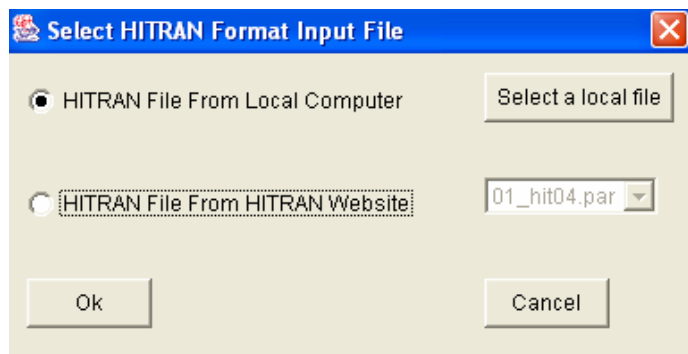 Select HITRAN Format Input File
HITRAN File From Local Computer
Select a local file
HITRAN File From HITRAN Website
01_hit04.par
Ok
Cancel